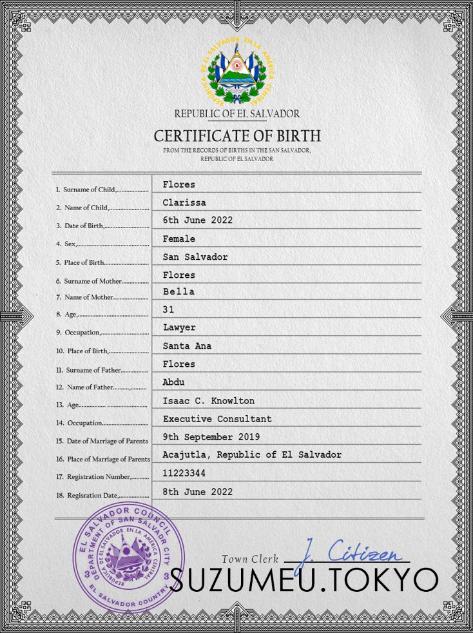 REPUBLIC OF EL SALVADOR
CERTIFICATE OF BIRTH
FROM THE RECORDS OF BIRTHS IN THE SAN SALVADOR,
REPUBLIC OF EL SALVADOR
1. Surname of Child,............... Flores
2. Name of Child,............... Clarissa
3. Date of Birth,............... 6th June 2022
4. Sex,............... Female
5. Place of Birth............... San Salvador
6. Surname of Mother............... Flores
7. Name of Mother............... Bella
8. Age,............... 31
9. Occupation,............... Lawyer
10. Place of Birth,............... Santa Ana
11. Surname of Father............... Flores
12. Name of Father............... Abdu
13. Age............... Isaac C. Knowlton
14. Occupation............... Executive Consultant
15. Date of Marriage of Parents 9th September 2019
16. Place of Marriage of Parents Acajutla, Republic of El Salvador
17. Registration Number,............... 11223344
18. Regisration Date,............... 8th June 2022
EL SALVADOR COUNCIL
DEPARTMENT OF SAN SALVADR CITY
EL SALVADOR COUNTRY
Town Clerk J. Citizen
SUZUMEU.TOKYO